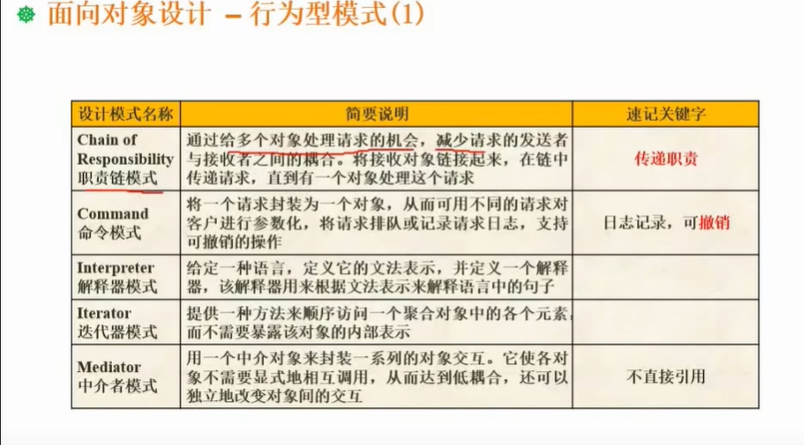 面向对象设计 – 行为型模式(1)
设计模式名称 简要说明 速记关键字
Chain of
Responsibility
职责链模式
通过给多个对象处理请求的机会，减少请求的发送者
与接收者之间的耦合。将接收对象链接起来，在链中
传递请求，直到有一个对象处理这个请求
传递职责
Command
命令模式
将一个请求封装为一个对象，从而可用不同的请求对
客户进行参数化，将请求排队或记录请求日志，支持
可撤销的操作
日志记录，可撤销
Interpreter
解释器模式
给定一种语言，定义它的文法表示，并定义一个解释
器，该解释器用来根据文法表示来解释语言中的句子
Iterator
迭代器模式
提供一种方法来顺序访问一个聚合对象中的各个元素，
而不需要暴露该对象的内部表示
Mediator
中介者模式
用一个中介对象来封装一系列的对象交互。它使各对
象不需要显式地相互调用，从而达到低耦合，还可以
独立地改变对象间的交互
不直接引用